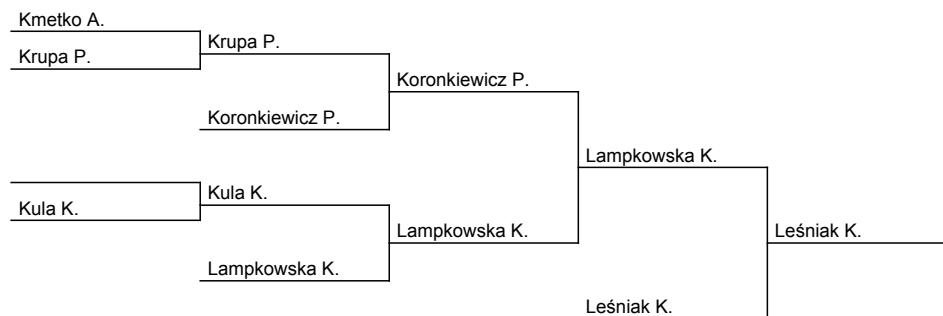 Kmetko A.
Krupa P.
Krupa P.
Koronkiewicz P.
Koronkiewicz P.
Lampkowska K.
Kula K.
Kula K.
Lampkowska K.
Leśniak K.
Lampkowska K.
Leśniak K.